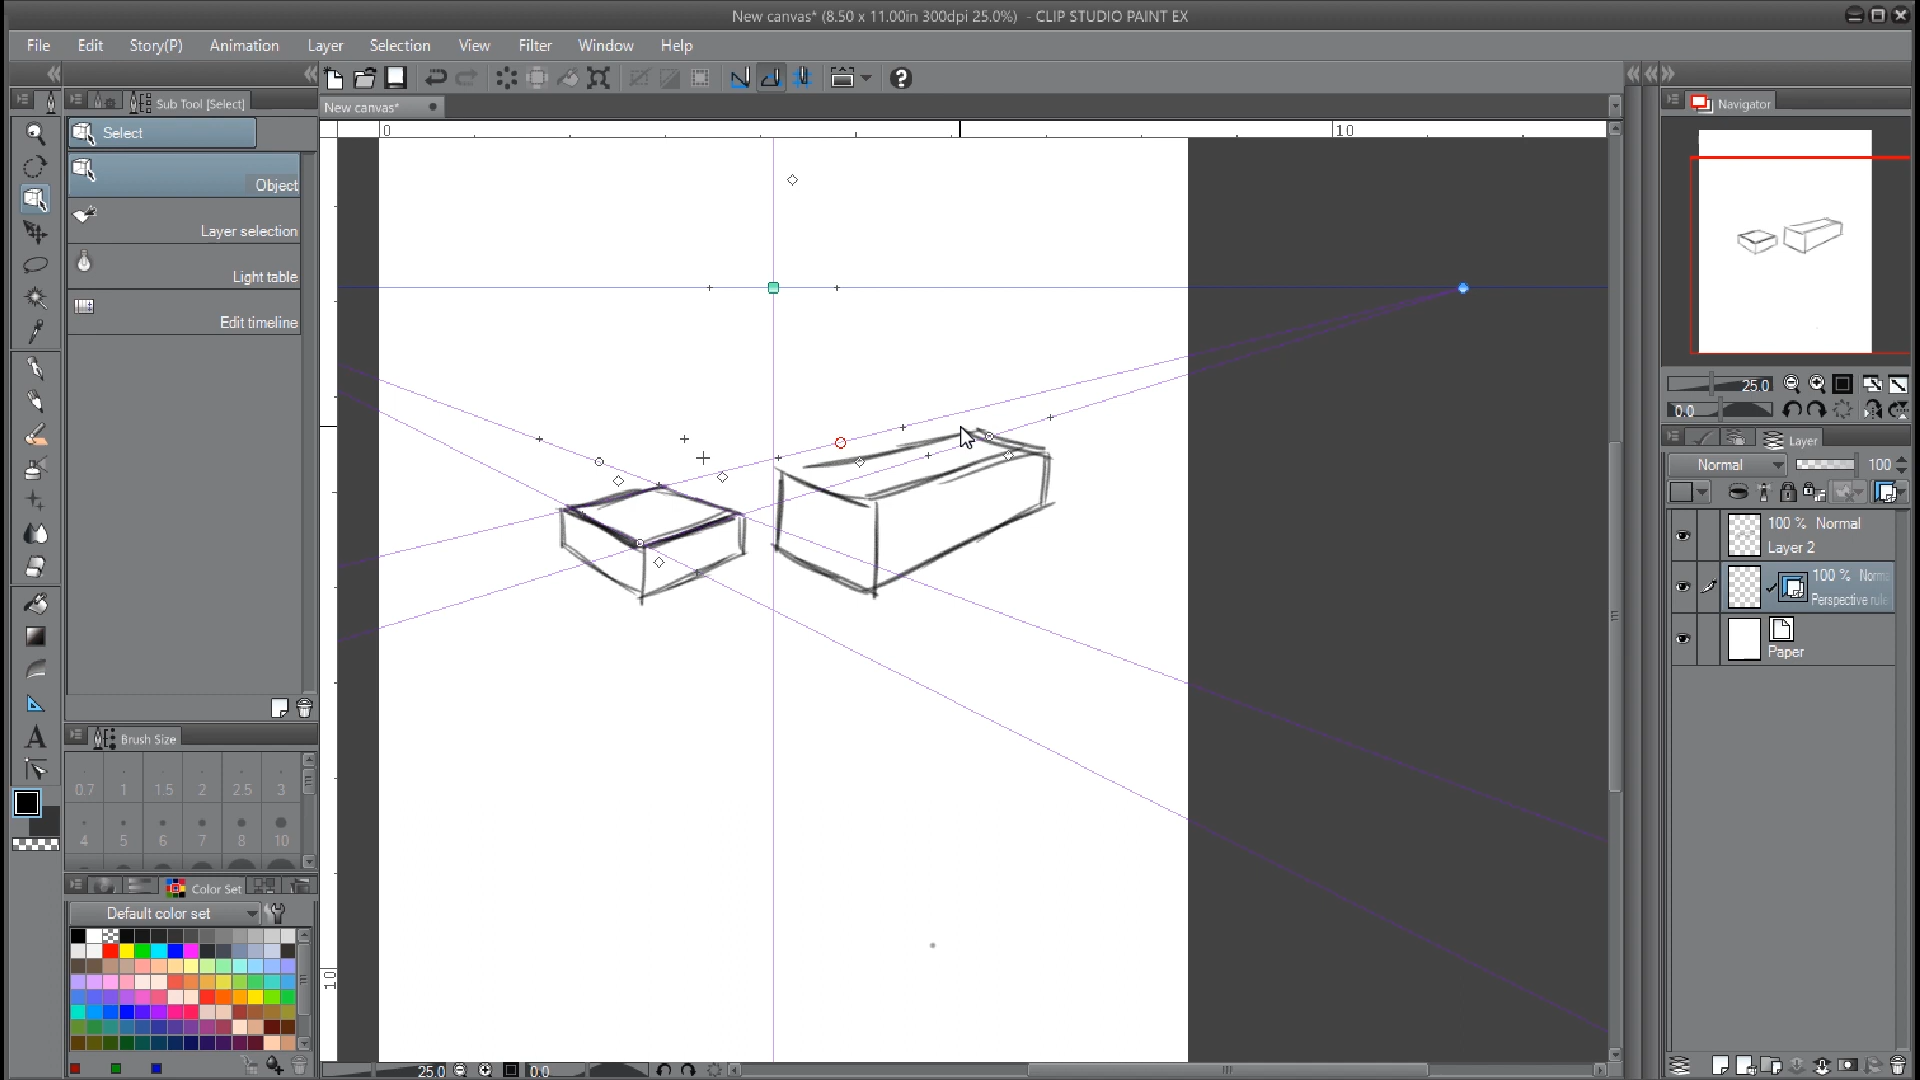 New canvas* (8.50 x 11.00in 300dpi 25.0%) - CLIP STUDIO PAINT EX
File Edit Story(P) Animation Layer Selection View Filter Window Help
Sub Tool [Select]
New canvas*
Navigator
Select
0
10
Object
Layer selection
Light table
Edit timeline
25.0
0.0
Layer
Normal
100
100 % Normal
Layer 2
100 % Norma
Perspective rule
Paper
A
Brush Size
0.7 1 1.5 2 2.5 3
4 5 6 7 8 10
Color Set
Default color set
10
25.0
0.0